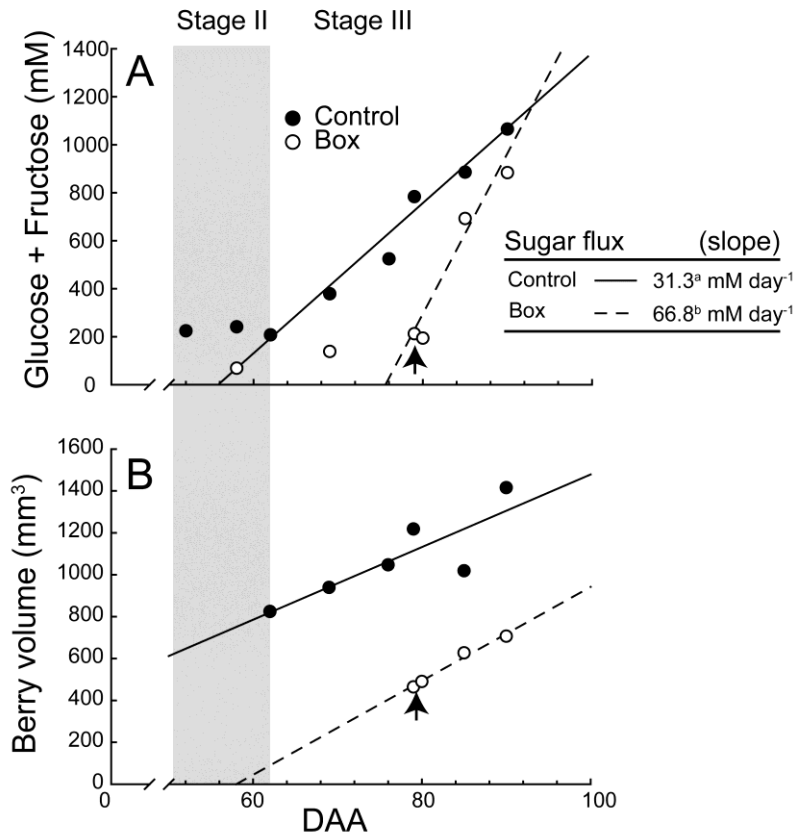 Stage II Stage III
A
Glucose + Fructose (mM)
1400
1200
1000
800
600
400
200
0
Control
Box
Sugar flux (slope)
Control 31.3ᵃ mM day⁻¹
Box 66.8ᵇ mM day⁻¹
B
Berry volume (mm³)
1600
1400
1200
1000
800
600
400
200
0
0 60 80 100
DAA